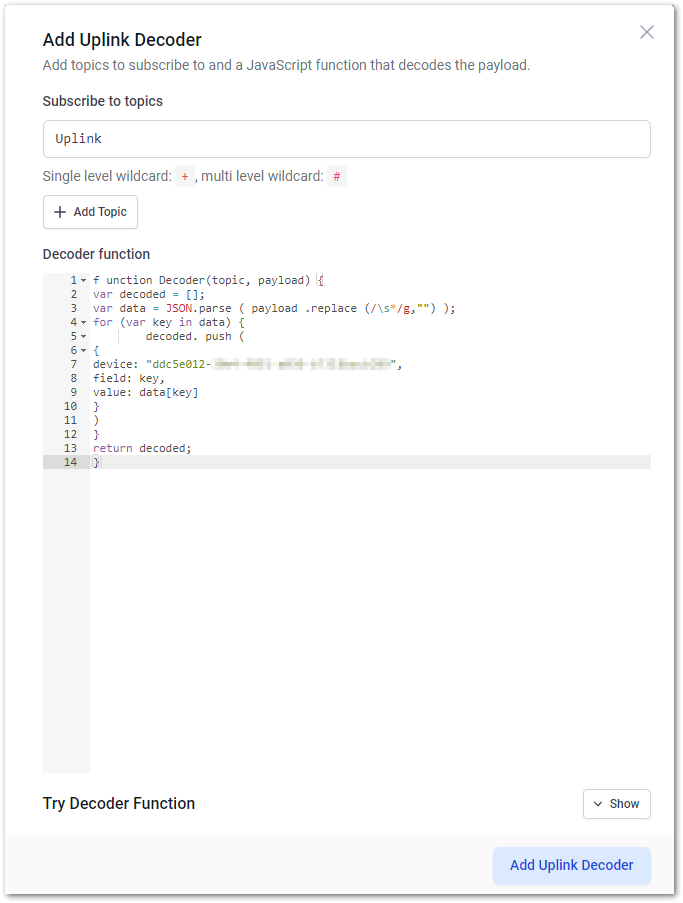 Add Uplink Decoder
Add topics to subscribe to and a JavaScript function that decodes the payload.
Subscribe to topics
Uplink
Single level wildcard: + , multi level wildcard: #
+ Add Topic
Decoder function
1 f unction Decoder(topic, payload) {
2 var decoded = [];
3 var data = JSON.parse ( payload .replace (/\s*/g,"") );
4 for (var key in data) {
5 decoded. push (
6 {
7 device: "ddc5e012- ",
8 field: key,
9 value: data[key]
10 }
11 )
12 }
13 return decoded;
14 }
Try Decoder Function
Show
Add Uplink Decoder